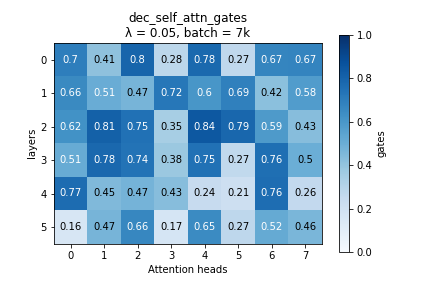 dec_self_attn_gates
λ = 0.05, batch = 7k
0 0.7 0.41 0.8 0.28 0.78 0.27 0.67 0.67
1 0.66 0.51 0.47 0.72 0.6 0.69 0.42 0.58
2 0.62 0.81 0.75 0.35 0.84 0.79 0.59 0.43
3 0.51 0.78 0.74 0.38 0.75 0.27 0.76 0.5
4 0.77 0.45 0.47 0.43 0.24 0.21 0.76 0.26
5 0.16 0.47 0.66 0.17 0.65 0.27 0.52 0.46
0 1 2 3 4 5 6 7
Attention heads
layers
1.0
0.8
0.6
0.4
0.2
0.0
gates